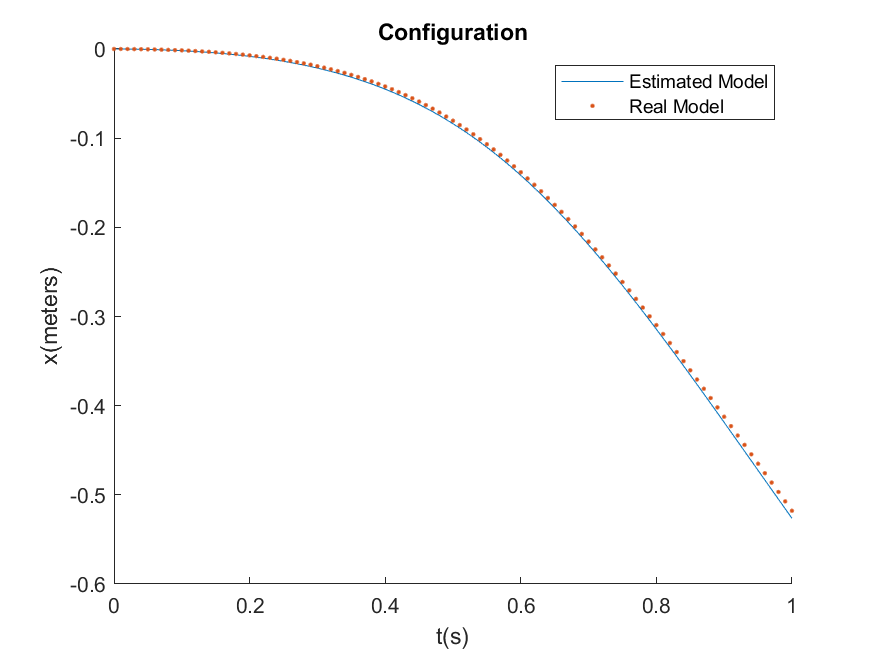 Configuration
Estimated Model
Real Model
0
-0.1
-0.2
-0.3
-0.4
-0.5
-0.6
x(meters)
0 0.2 0.4 0.6 0.8 1
t(s)